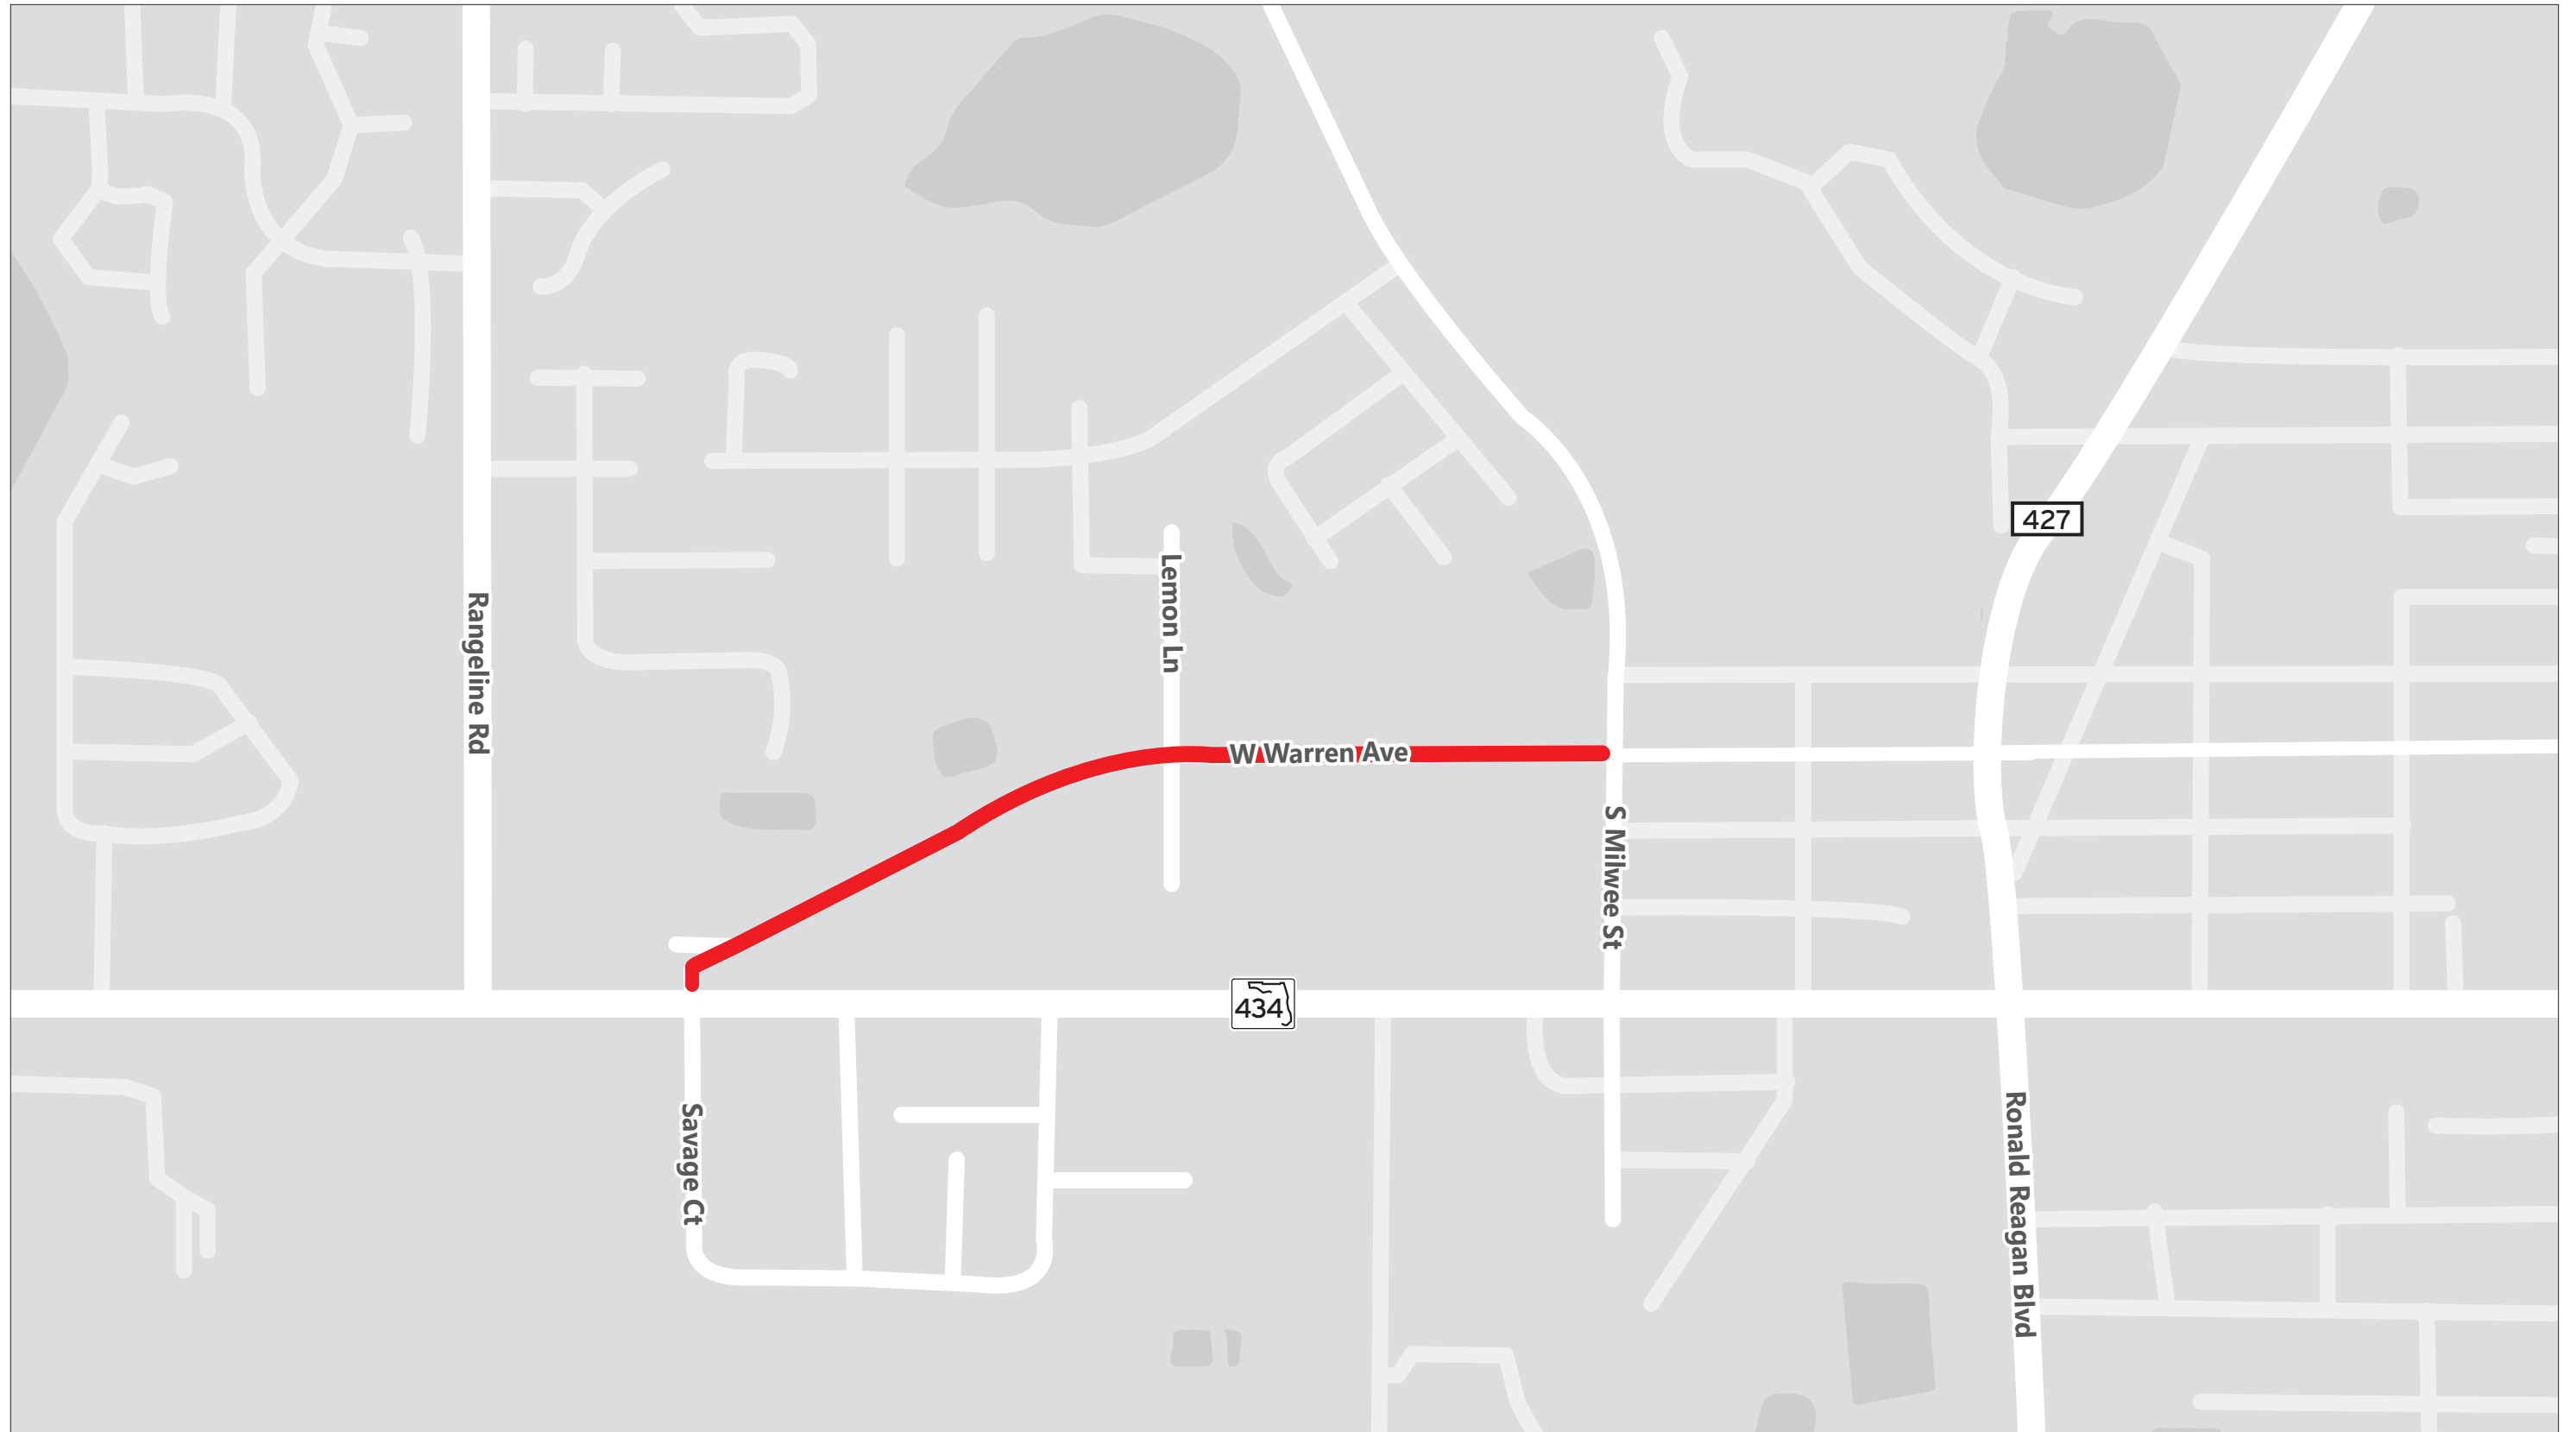 427
Lemon Ln
Rangeline Rd
W Warren Ave
S Milwee St
434
Savage Ct
Ronald Reagan Blvd